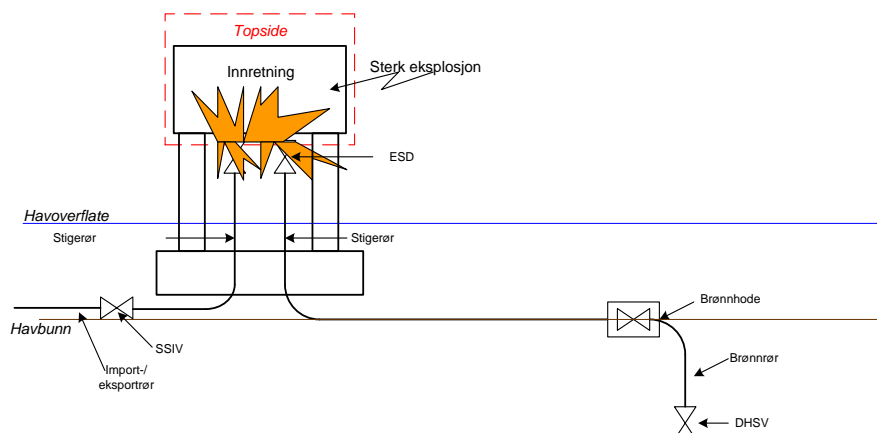 Topside
Sterk eksplosjon
Innretning
ESD
Havoverflate
Stigerør
Stigerør
Brønnhode
Havbunn
SSIV
Import-/
eksportrør
Brønnrør
DHSV